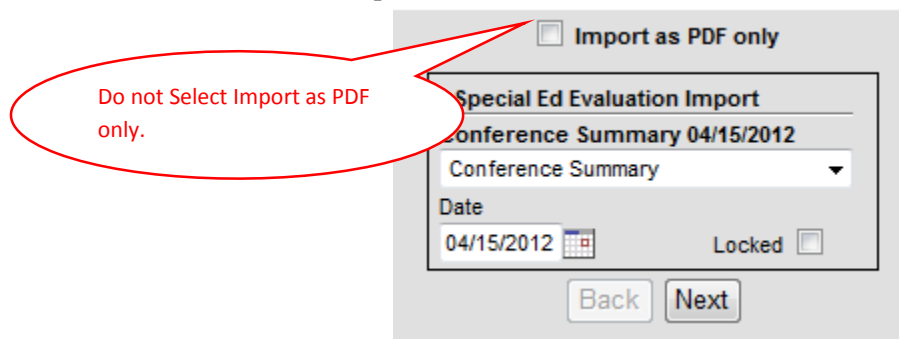 Import as PDF only
Do not Select Import as PDF
only.
Special Ed Evaluation Import
Conference Summary 04/15/2012
Conference Summary
Date
04/15/2012
Locked
Back Next